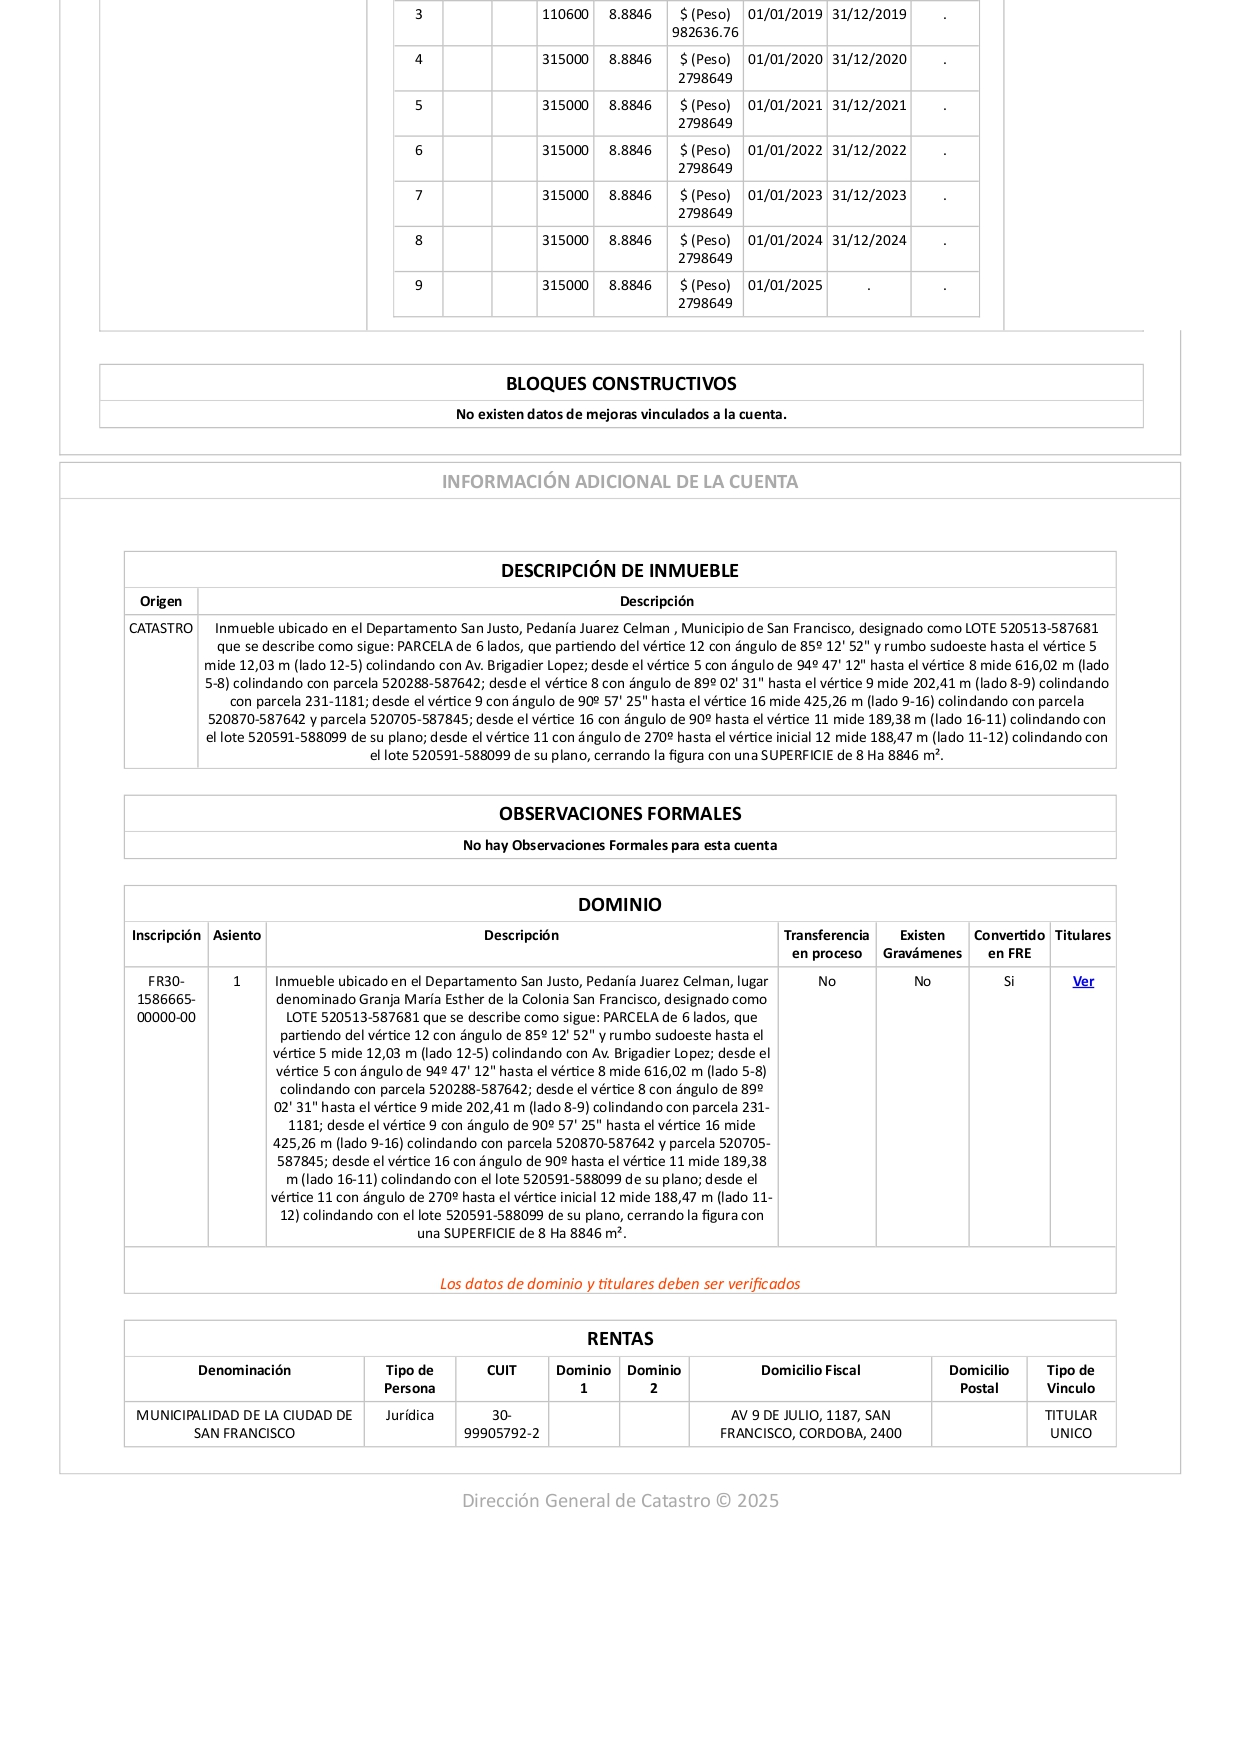 3 110600 8.8846 $ (Peso) 01/01/2019 31/12/2019 .
982636.76
4 315000 8.8846 $ (Peso) 01/01/2020 31/12/2020 .
2798649
5 315000 8.8846 $ (Peso) 01/01/2021 31/12/2021 .
2798649
6 315000 8.8846 $ (Peso) 01/01/2022 31/12/2022 .
2798649
7 315000 8.8846 $ (Peso) 01/01/2023 31/12/2023 .
2798649
8 315000 8.8846 $ (Peso) 01/01/2024 31/12/2024 .
2798649
9 315000 8.8846 $ (Peso) 01/01/2025 . .
2798649
BLOQUES CONSTRUCTIVOS
No existen datos de mejoras vinculados a la cuenta.
INFORMACIÓN ADICIONAL DE LA CUENTA
DESCRIPCIÓN DE INMUEBLE
Origen Descripción
CATASTRO Inmueble ubicado en el Departamento San Justo, Pedanía Juarez Celman , Municipio de San Francisco, designado como LOTE 520513-587681
que se describe como sigue: PARCELA de 6 lados, que partiendo del vértice 12 con ángulo de 85º 12' 52" y rumbo sudoeste hasta el vértice 5
mide 12,03 m (lado 12-5) colindando con Av. Brigadier Lopez; desde el vértice 5 con ángulo de 94º 47' 12" hasta el vértice 8 mide 616,02 m (lado
5-8) colindando con parcela 520288-587642; desde el vértice 8 con ángulo de 89º 02' 31" hasta el vértice 9 mide 202,41 m (lado 8-9) colindando
con parcela 231-1181; desde el vértice 9 con ángulo de 90º 57' 25" hasta el vértice 16 mide 425,26 m (lado 9-16) colindando con parcela
520870-587642 y parcela 520705-587845; desde el vértice 16 con ángulo de 90º hasta el vértice 11 mide 189,38 m (lado 16-11) colindando con
el lote 520591-588099 de su plano; desde el vértice 11 con ángulo de 270º hasta el vértice inicial 12 mide 188,47 m (lado 11-12) colindando con
el lote 520591-588099 de su plano, cerrando la figura con una SUPERFICIE de 8 Ha 8846 m².
OBSERVACIONES FORMALES
No hay Observaciones Formales para esta cuenta
DOMINIO
Inscripción Asiento Descripción Transferencia Existen Convertido Titulares
en proceso Gravámenes en FRE
FR30- 1 Inmueble ubicado en el Departamento San Justo, Pedanía Juarez Celman, lugar No No Si Ver
1586665- denominado Granja María Esther de la Colonia San Francisco, designado como
00000-00 LOTE 520513-587681 que se describe como sigue: PARCELA de 6 lados, que
partiendo del vértice 12 con ángulo de 85º 12' 52" y rumbo sudoeste hasta el
vértice 5 mide 12,03 m (lado 12-5) colindando con Av. Brigadier Lopez; desde el
vértice 5 con ángulo de 94º 47' 12" hasta el vértice 8 mide 616,02 m (lado 5-8)
colindando con parcela 520288-587642; desde el vértice 8 con ángulo de 89º
02' 31" hasta el vértice 9 mide 202,41 m (lado 8-9) colindando con parcela 231-
1181; desde el vértice 9 con ángulo de 90º 57' 25" hasta el vértice 16 mide
425,26 m (lado 9-16) colindando con parcela 520870-587642 y parcela 520705-
587845; desde el vértice 16 con ángulo de 90º hasta el vértice 11 mide 189,38
m (lado 16-11) colindando con el lote 520591-588099 de su plano; desde el
vértice 11 con ángulo de 270º hasta el vértice inicial 12 mide 188,47 m (lado 11-
12) colindando con el lote 520591-588099 de su plano, cerrando la figura con
una SUPERFICIE de 8 Ha 8846 m².
Los datos de dominio y titulares deben ser verificados
RENTAS
Denominación Tipo de CUIT Dominio Dominio Domicilio Fiscal Domicilio Tipo de
Persona 1 2 Postal Vinculo
MUNICIPALIDAD DE LA CIUDAD DE Jurídica 30- AV 9 DE JULIO, 1187, SAN TITULAR
SAN FRANCISCO 99905792-2 FRANCISCO, CORDOBA, 2400 UNICO
Dirección General de Catastro © 2025